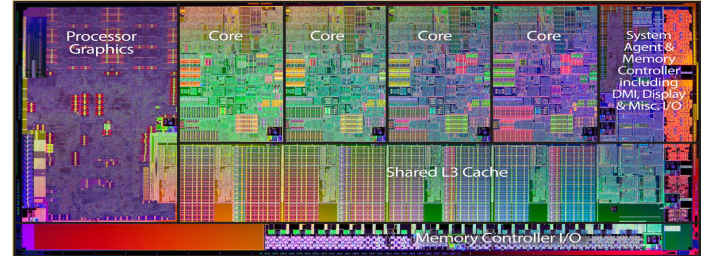 Processor
Graphics
Core
Core
Core
Core
System
Agent &
Memory
Controller
including
DMI, Display
& Misc. I/O
Shared L3 Cache
Memory Controller I/O